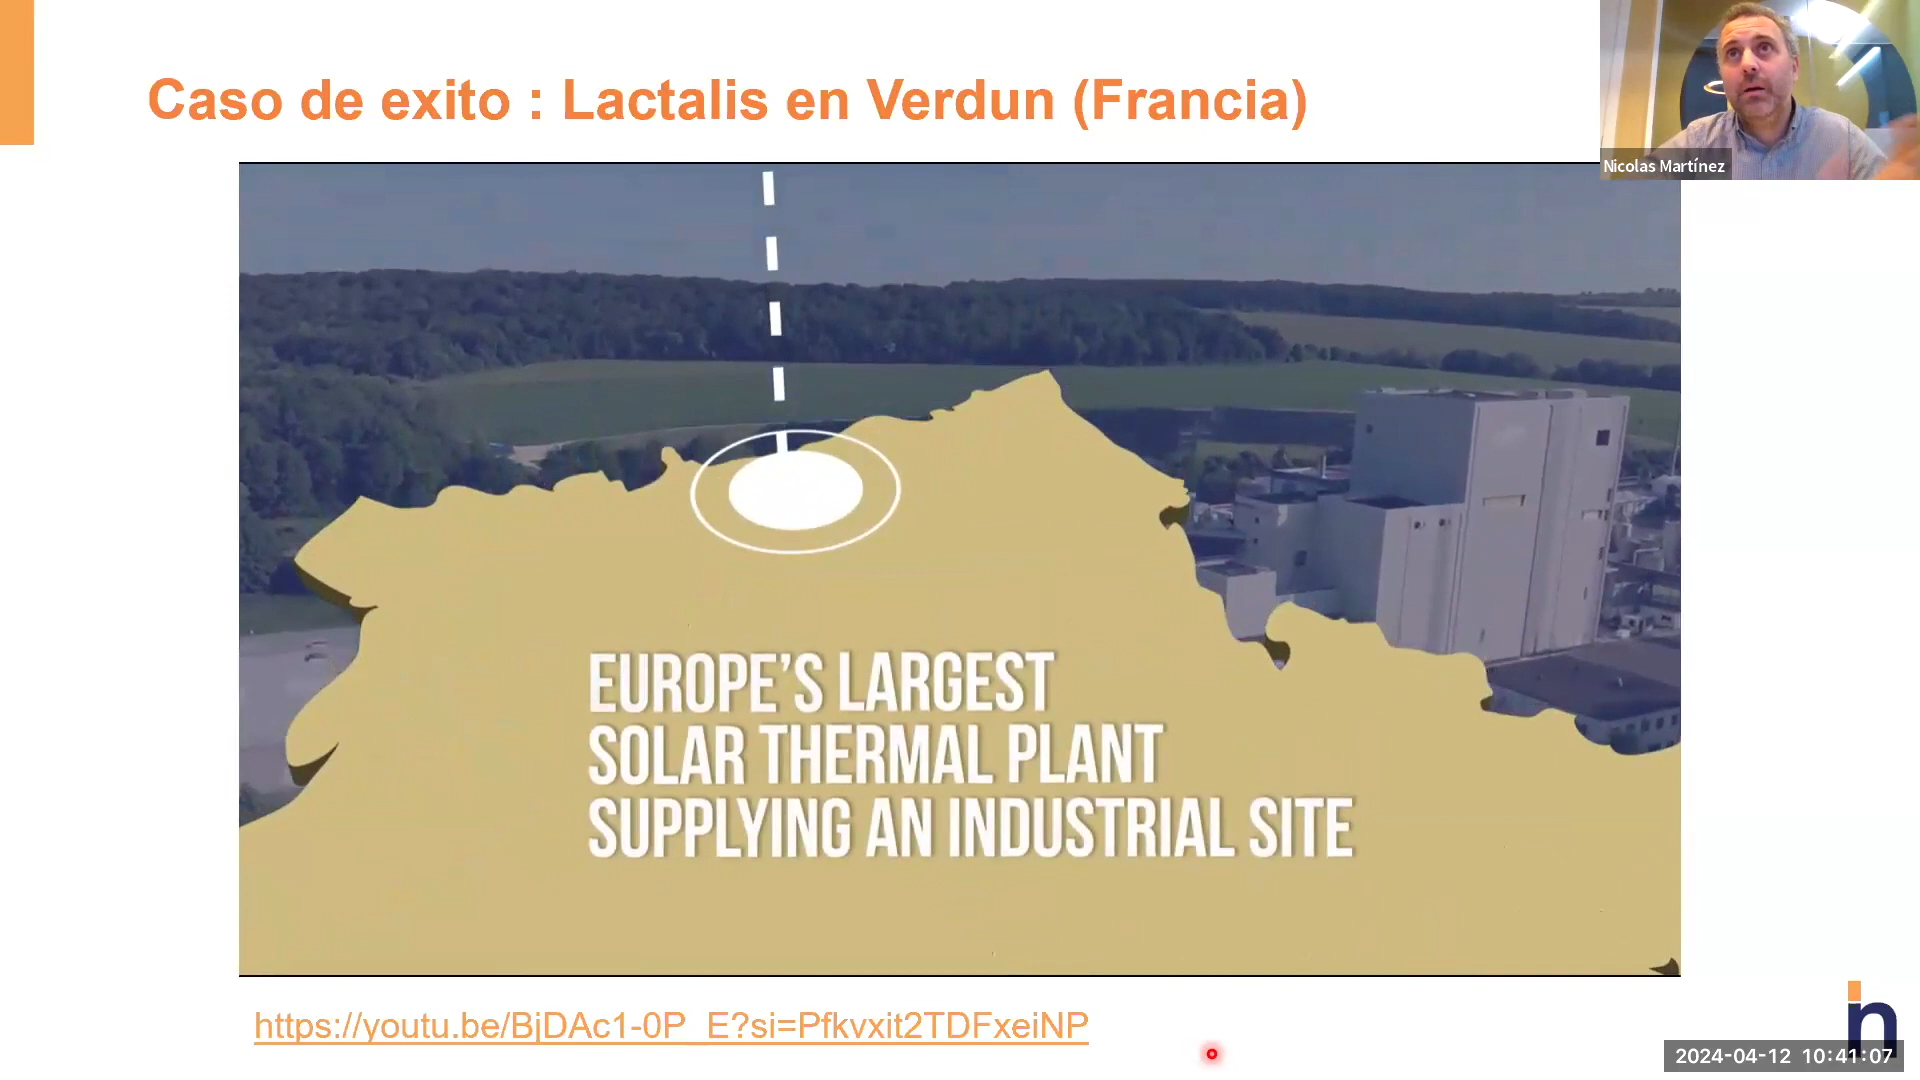 Caso de exito : Lactalis en Verdun (Francia)
Nicolas Martínez
EUROPE'S LARGEST
SOLAR THERMAL PLANT
SUPPLYING AN INDUSTRIAL SITE
https://youtu.be/BjDAc1-0P_E?si=Pfkvxit2TDFxeiNP
in
2024-04-12 10:41:07